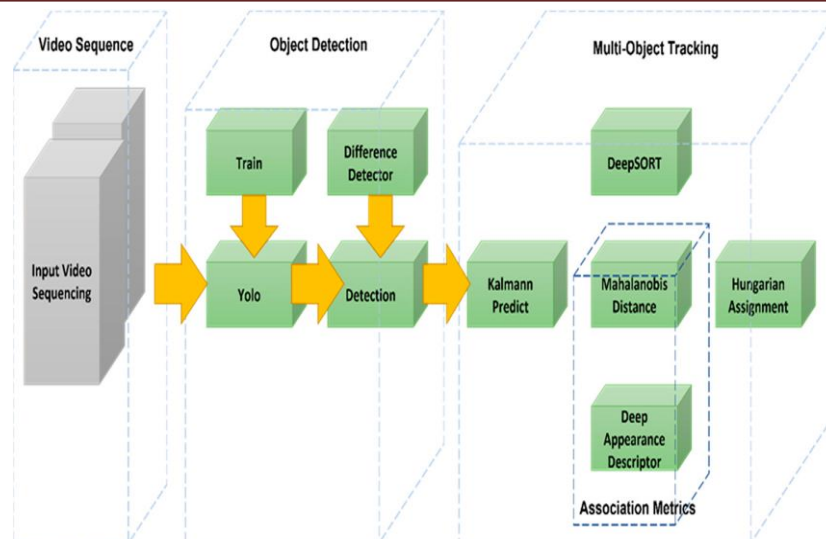 Video Sequence
Object Detection
Multi-Object Tracking
Train
Difference
Detector
DeepSORT
Input Video
Sequencing
Yolo
Detection
Kalmann
Predict
Mahalanobis
Distance
Hungarian
Assignment
Deep
Appearance
Descriptor
Association Metrics